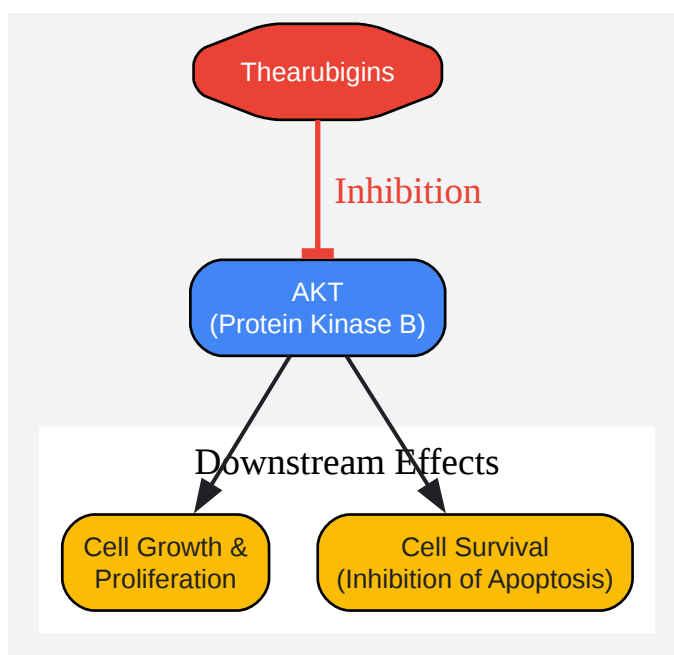 Thearubigins
Inhibition
AKT
(Protein Kinase B)
Downstream Effects
Cell Growth &
Proliferation
Cell Survival
(Inhibition of Apoptosis)